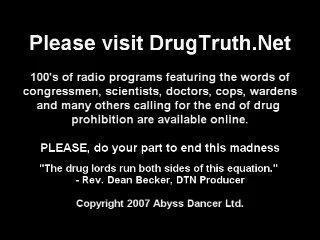 Please visit DrugTruth.Net
100's of radio programs featuring the words of
congressmen, scientists, doctors, cops, wardens
and many others calling for the end of drug
prohibition are available online.
PLEASE, do your part to end this madness
"The drug lords run both sides of this equation."
- Rev. Dean Becker, DTN Producer
Copyright 2007 Abyss Dancer Ltd.